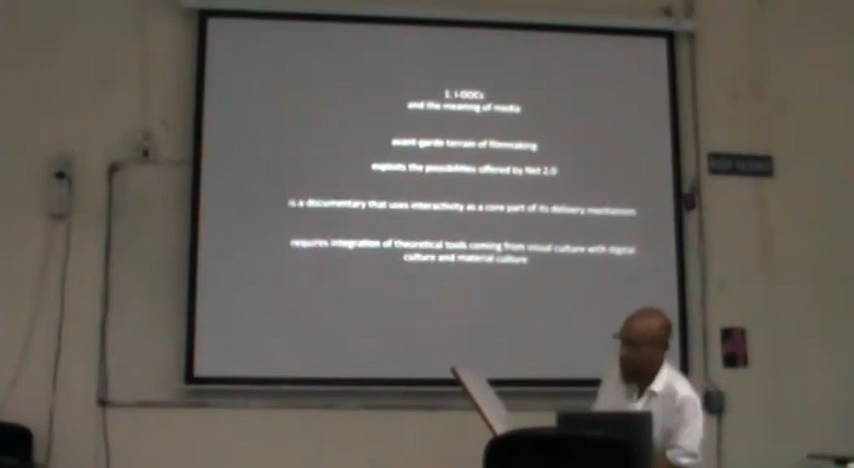 1. i-DOCs
and the meaning of media
avant-garde terrain of filmmaking
exploits the possibilities offered by Net 2.0
is a documentary that uses interactivity as a core part of its delivery mechanism
requires integration of theoretical tools coming from visual culture with digital
culture and material culture